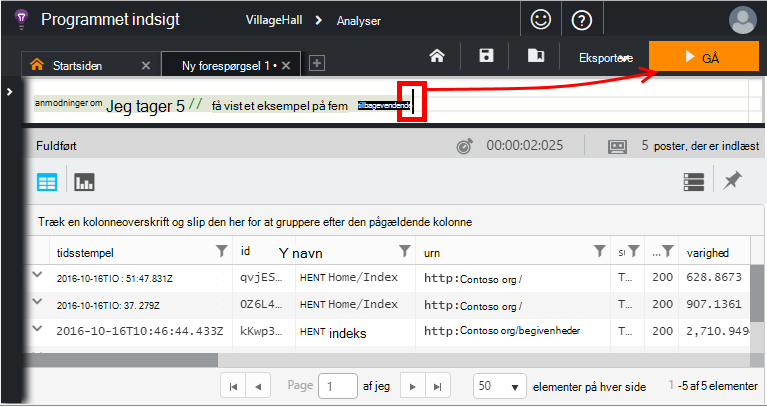 Programmet indsigt VillageHall > Analyser
Startsiden × Ny forespørgsel 1 • × + Eksportere GÅ
anmodninger om Jeg tager 5 // få vist et eksempel på fem tilbagevendende
Fuldført 00:00:02:025 5 poster, der er indlæst
Træk en kolonneoverskrift og slip den her for at gruppere efter den pågældende kolonne
tidsstempel id Y navn urn ... varighed
2016-10-16TIO : 51:47.831Z qvjES... HENT Home/Index http: Contoso org / T... 200 628.8673
2016-10-16TIO: 37. 279Z OZ6L4... HENT Home/Index http: Contoso org / T... 200 907.1361
2016-10-16T10:46:44.433Z kKwp3... HENT indeks http: Contoso org/begivenheder T... 200 2,710.949
Page 1 af jeg 50 elementer på hver side 1 -5 af 5 elementer